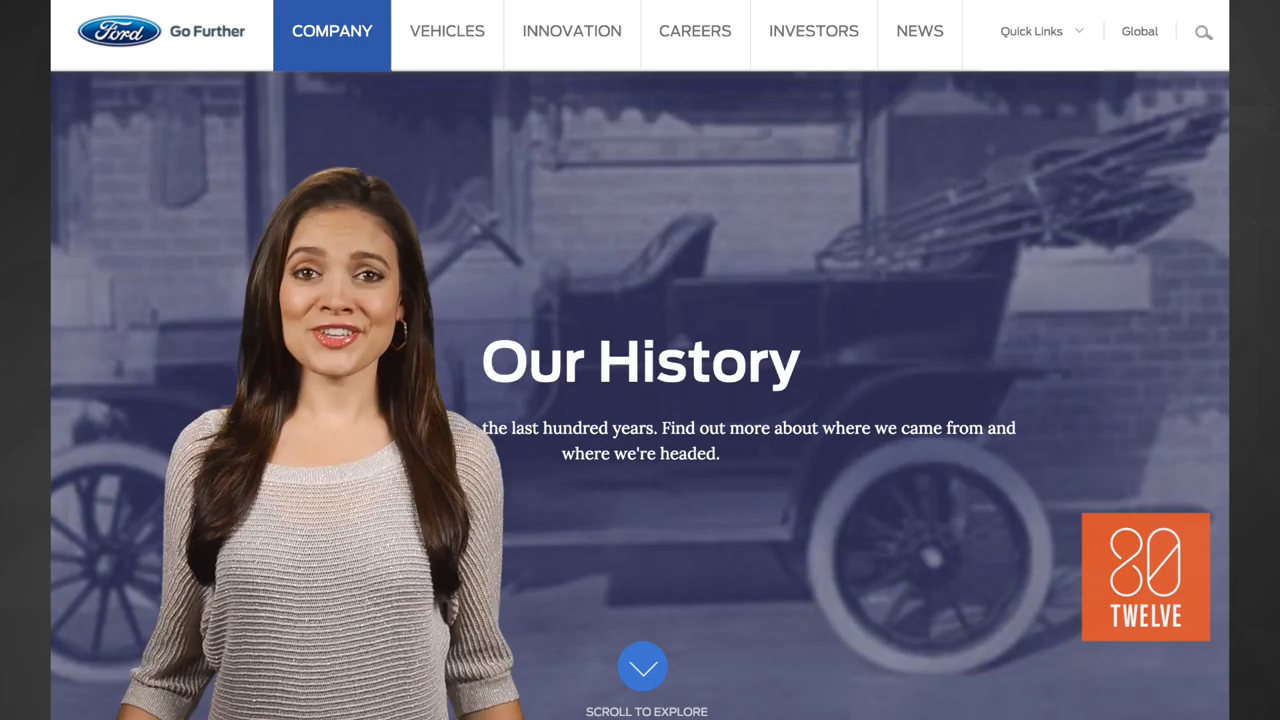 Ford
Go Further
COMPANY
VEHICLES
INNOVATION
CAREERS
INVESTORS
NEWS
Quick Links
Global
Our History
the last hundred years. Find out more about where we came from and
where we're headed.
80
TWELVE
SCROLL TO EXPLORE